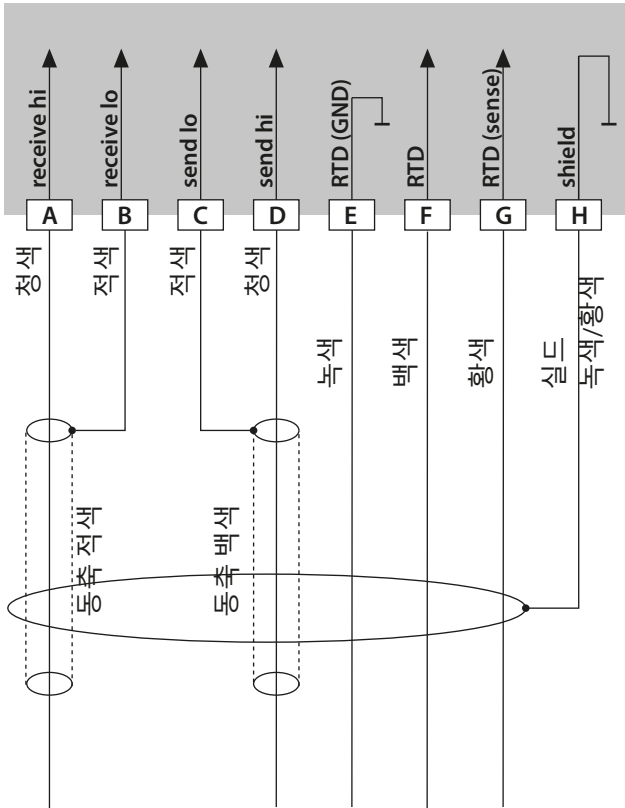 receive hi
receive lo
send lo
send hi
RTD (GND)
RTD
RTD (sense)
shield
A
B
C
D
E
F
G
H
청색
적색
적색
청색
녹색
백색
황색
실드
녹색/황색
동축 적색
동축 백색